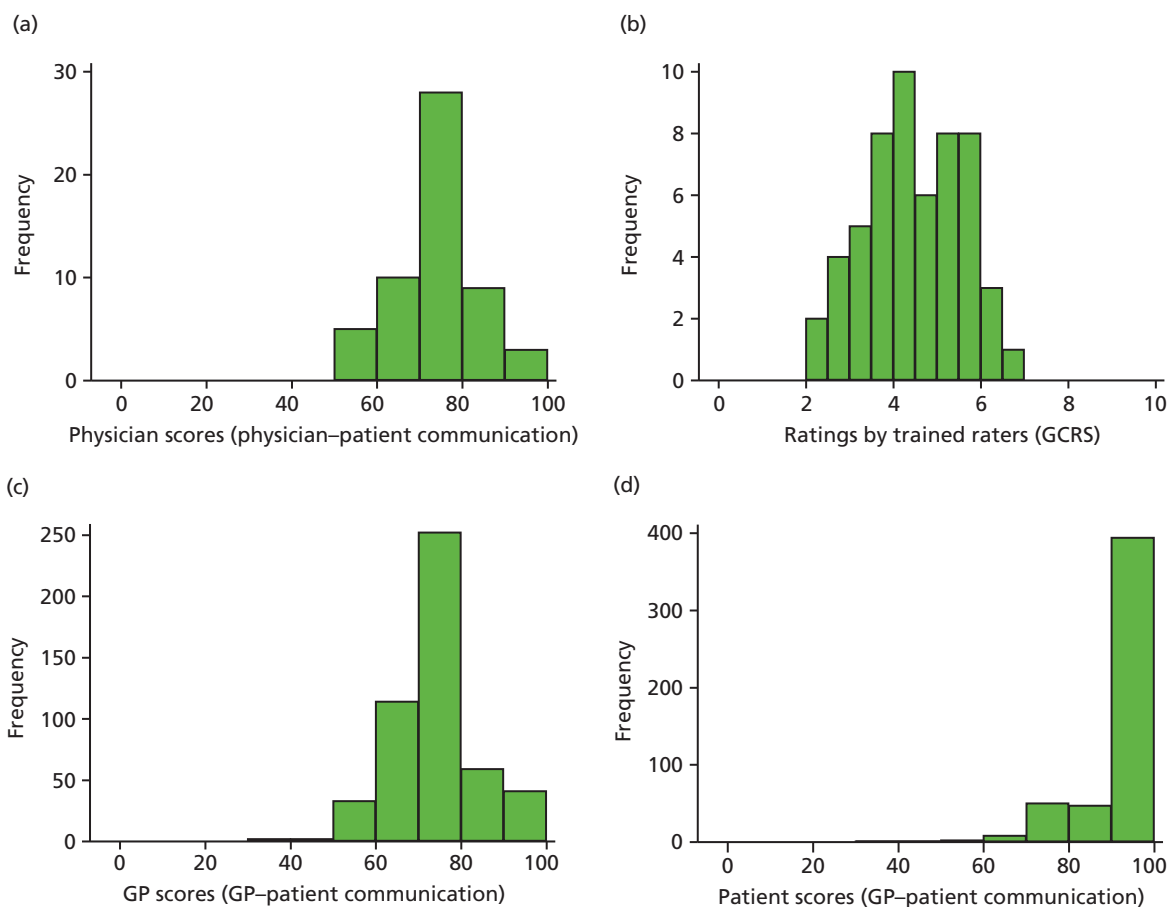 (a)
30
20
10
0
Frequency
0 20 40 60 80 100
Physician scores (physician–patient communication)
(b)
10
8
6
4
2
0
Frequency
0 2 4 6 8 10
Ratings by trained raters (GCRS)
(c)
250
200
150
100
50
0
Frequency
0 20 40 60 80 100
GP scores (GP–patient communication)
(d)
400
300
200
100
0
Frequency
0 20 40 60 80 100
Patient scores (GP–patient communication)